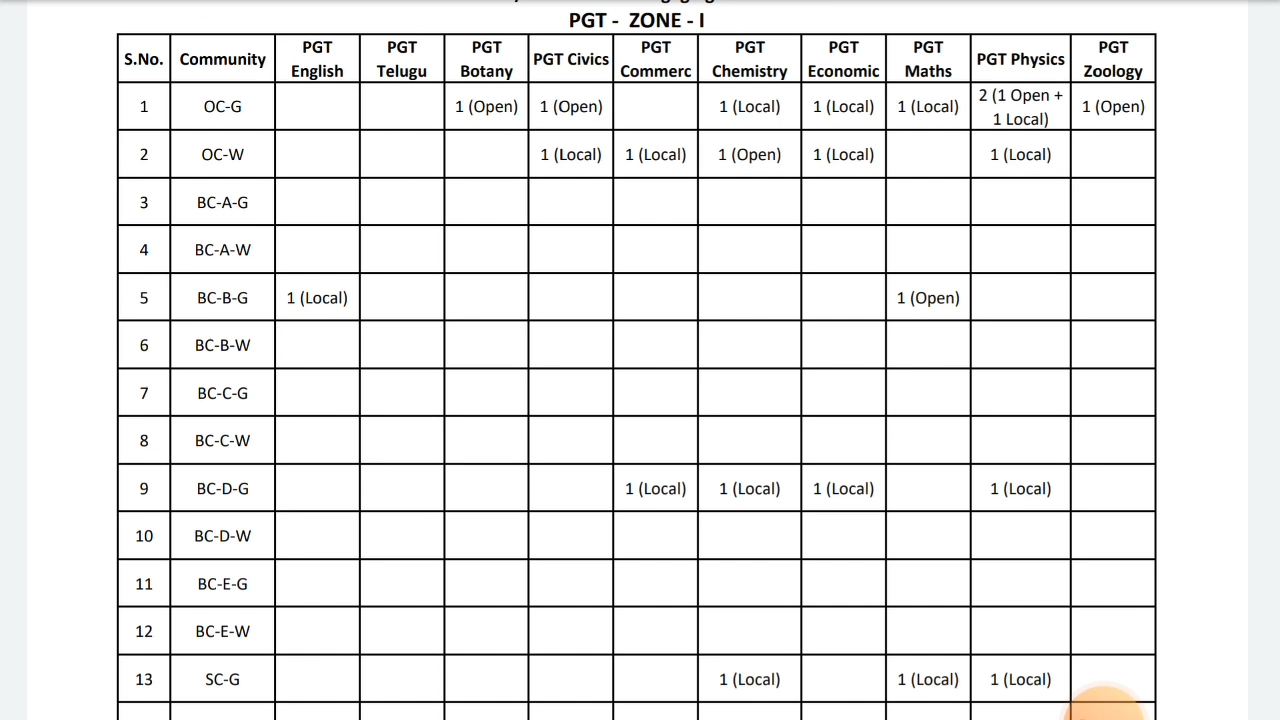 PGT - ZONE - I
S.No. Community PGT English PGT Telugu PGT Botany PGT Civics PGT Commerc PGT Chemistry PGT Economic PGT Maths PGT Physics PGT Zoology
1 OC-G 1 (Open) 1 (Open) 1 (Local) 1 (Local) 1 (Local) 2 (1 Open + 1 Local) 1 (Open)
2 OC-W 1 (Local) 1 (Local) 1 (Open) 1 (Local) 1 (Local)
3 BC-A-G
4 BC-A-W
5 BC-B-G 1 (Local) 1 (Open)
6 BC-B-W
7 BC-C-G
8 BC-C-W
9 BC-D-G 1 (Local) 1 (Local) 1 (Local) 1 (Local)
10 BC-D-W
11 BC-E-G
12 BC-E-W
13 SC-G 1 (Local) 1 (Local) 1 (Local)